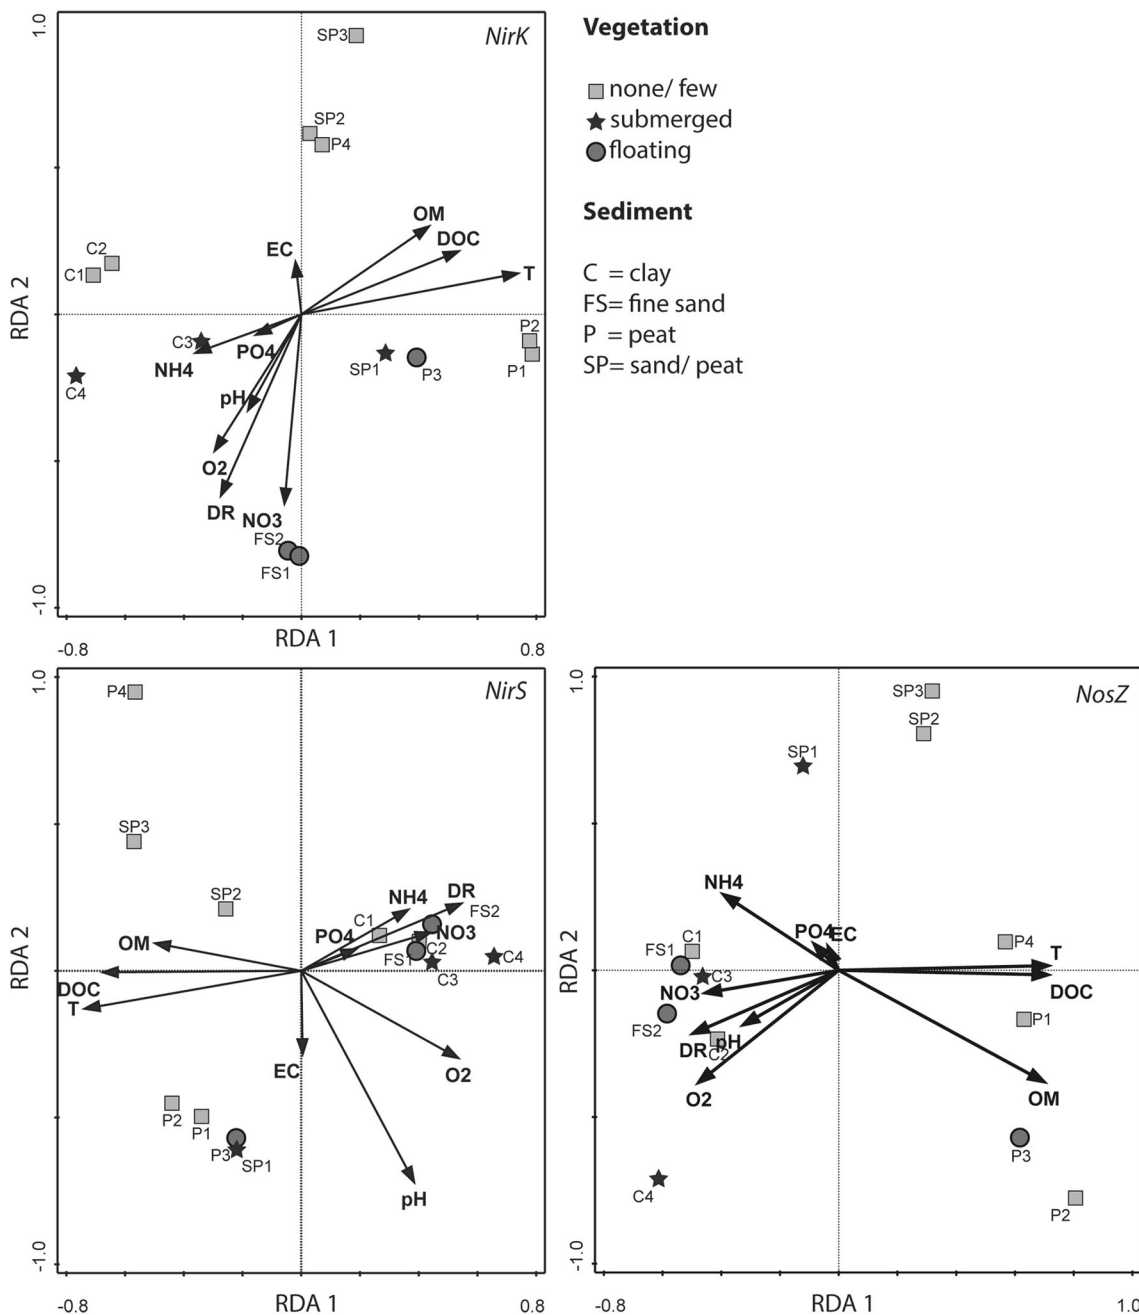 1.0
SP3
NirK
SP2
P4
OM
EC
DOC
T
C2
C1
RDA 2
C3
PO4
NH4
SP1
P3
P2
P1
C4
pH
O2
DR
NO3
FS2
FS1
-1.0
-0.8
RDA 1
0.8
Vegetation
none/ few
submerged
floating
Sediment
C = clay
FS= fine sand
P = peat
SP= sand/ peat
1.0
P4
NirS
SP3
SP2
NH4
DR
FS2
C1
PO4
NO3
OM
FS1
C2
C3
C4
RDA 2
DOC
T
EC
O2
P2
P1
P3
SP1
pH
-1.0
-0.8
RDA 1
0.8
1.0
SP3
NosZ
SP2
SP1
NH4
PO4
EC
C1
FS1
P4
T
RDA 2
C3
NO3
DOC
FS2
P1
DR
pH
C2
O2
OM
P3
C4
P2
-1.0
-0.8
RDA 1
1.0